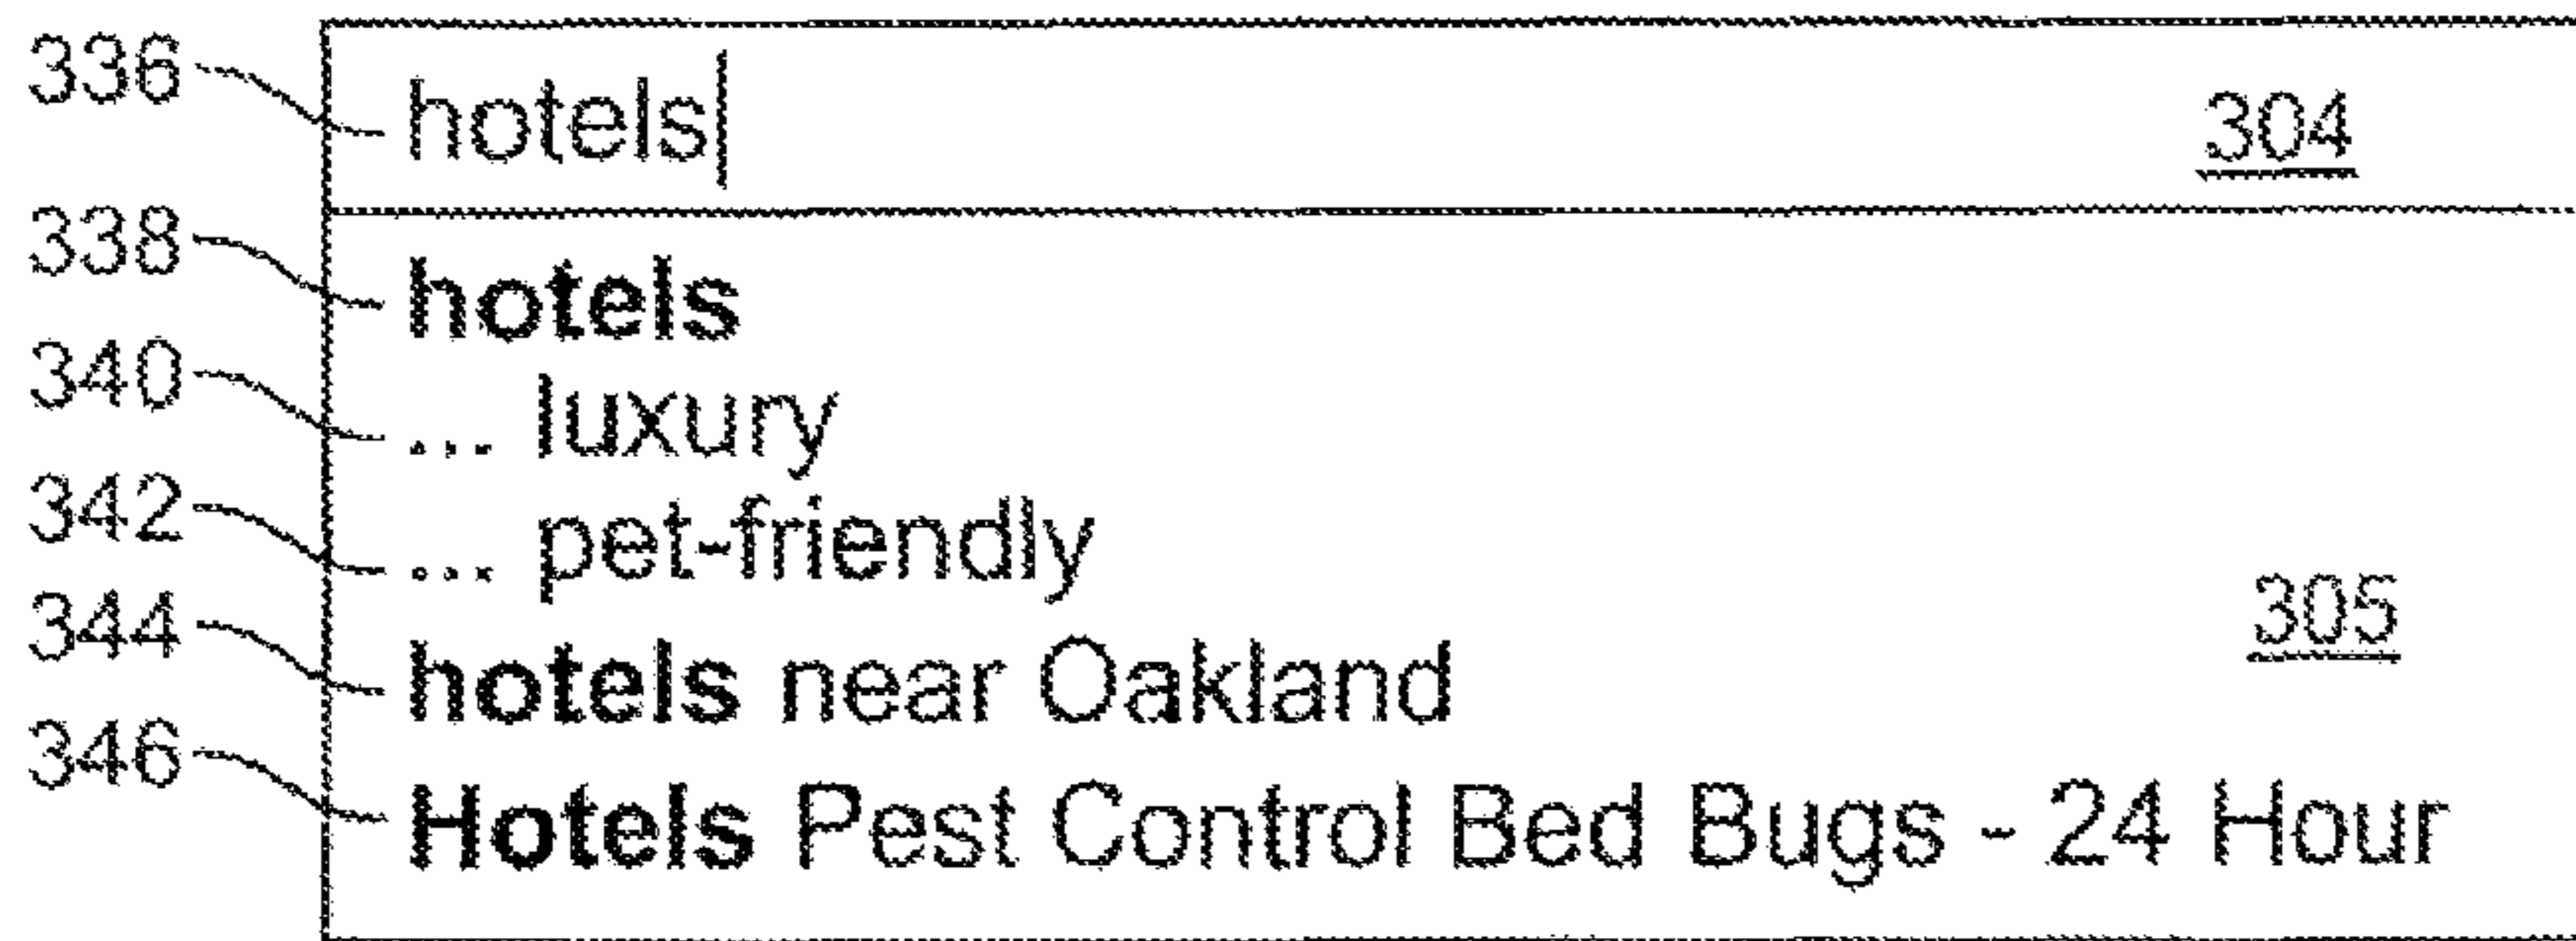 336 hotels 304
338 hotels
340 ... luxury
342 ... pet-friendly
305
344 hotels near Oakland
346 Hotels Pest Control Bed Bugs - 24 Hour